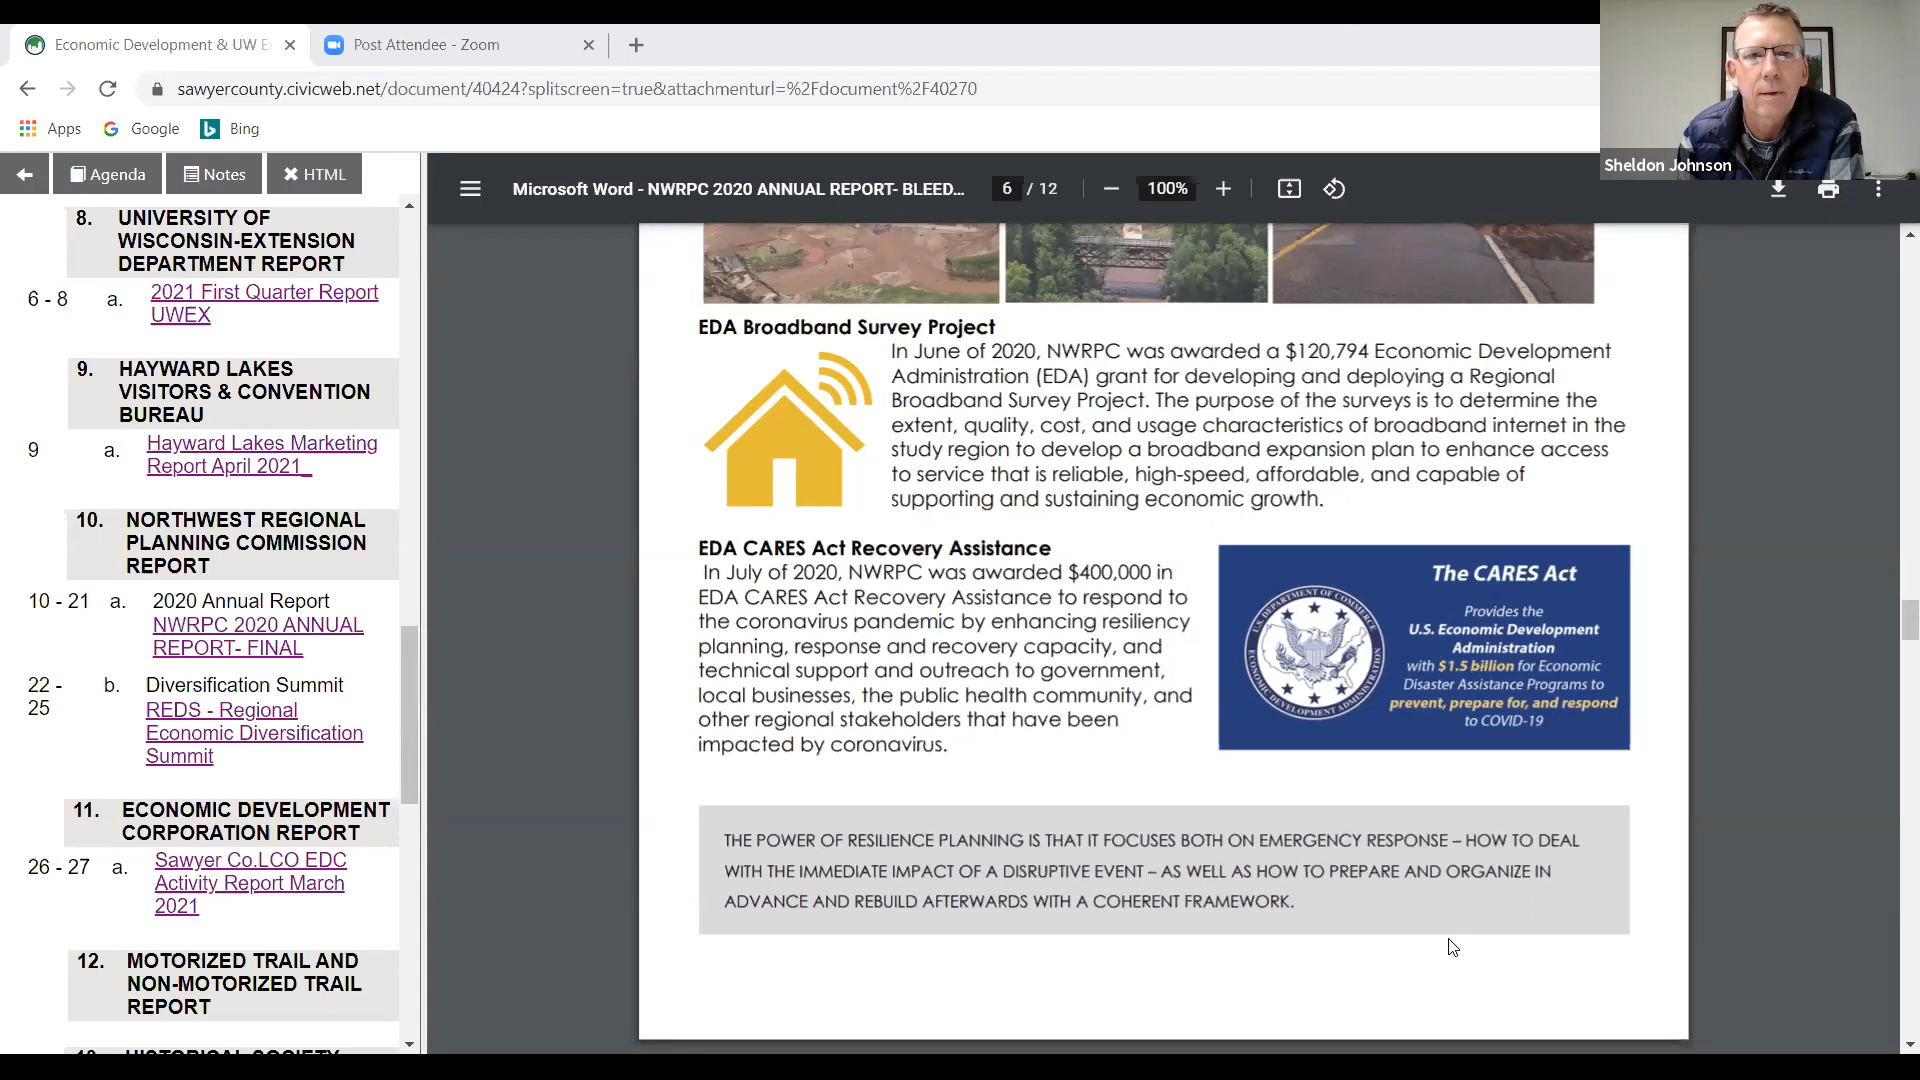 Economic Development & UW E
Post Attendee - Zoom
sawyercounty.civicweb.net/document/40424?splitscreen=true&attachmenturl=%2Fdocument%2F40270
Apps
Google
Bing
Sheldon Johnson
Agenda
Notes
HTML
Microsoft Word - NWRPC 2020 ANNUAL REPORT- BLEED...
6 / 12
100%
8. UNIVERSITY OF
WISCONSIN-EXTENSION
DEPARTMENT REPORT
6 - 8 a. 2021 First Quarter Report
UWEX
9. HAYWARD LAKES
VISITORS & CONVENTION
BUREAU
9 a. Hayward Lakes Marketing
Report April 2021_
10. NORTHWEST REGIONAL
PLANNING COMMISSION
REPORT
10 - 21 a. 2020 Annual Report
NWRPC 2020 ANNUAL
REPORT- FINAL
22 - b. Diversification Summit
25 REDS - Regional
Economic Diversification
Summit
11. ECONOMIC DEVELOPMENT
CORPORATION REPORT
26 - 27 a. Sawyer Co.LCO EDC
Activity Report March
2021
12. MOTORIZED TRAIL AND
NON-MOTORIZED TRAIL
REPORT
EDA Broadband Survey Project
In June of 2020, NWRPC was awarded a $120,794 Economic Development
Administration (EDA) grant for developing and deploying a Regional
Broadband Survey Project. The purpose of the surveys is to determine the
extent, quality, cost, and usage characteristics of broadband internet in the
study region to develop a broadband expansion plan to enhance access
to service that is reliable, high-speed, affordable, and capable of
supporting and sustaining economic growth.
EDA CARES Act Recovery Assistance
In July of 2020, NWRPC was awarded $400,000 in
EDA CARES Act Recovery Assistance to respond to
the coronavirus pandemic by enhancing resiliency
planning, response and recovery capacity, and
technical support and outreach to government,
local businesses, the public health community, and
other regional stakeholders that have been
impacted by coronavirus.
U.S. DEPARTMENT OF COMMERCE
ECONOMIC DEVELOPMENT ADMINISTRATION
The CARES Act
Provides the
U.S. Economic Development
Administration
with $1.5 billion for Economic
Disaster Assistance Programs to
prevent, prepare for, and respond
to COVID-19
THE POWER OF RESILIENCE PLANNING IS THAT IT FOCUSES BOTH ON EMERGENCY RESPONSE – HOW TO DEAL
WITH THE IMMEDIATE IMPACT OF A DISRUPTIVE EVENT – AS WELL AS HOW TO PREPARE AND ORGANIZE IN
ADVANCE AND REBUILD AFTERWARDS WITH A COHERENT FRAMEWORK.